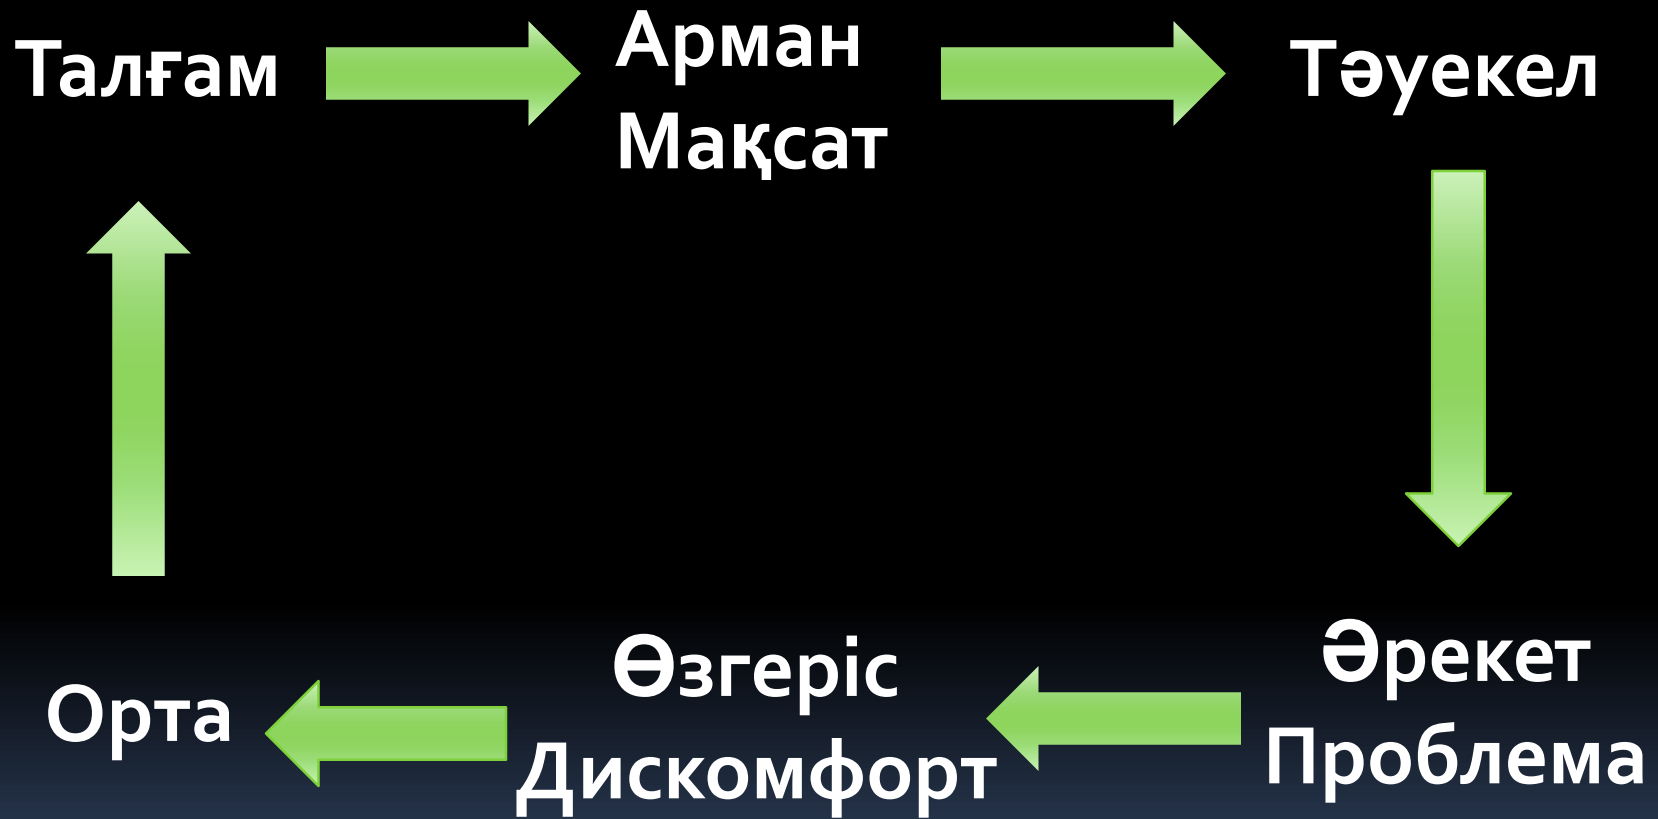 Талғам
Арман
Мақсат
Тәуекел
Әрекет
Проблема
Өзгеріс
Дискомфорт
Орта